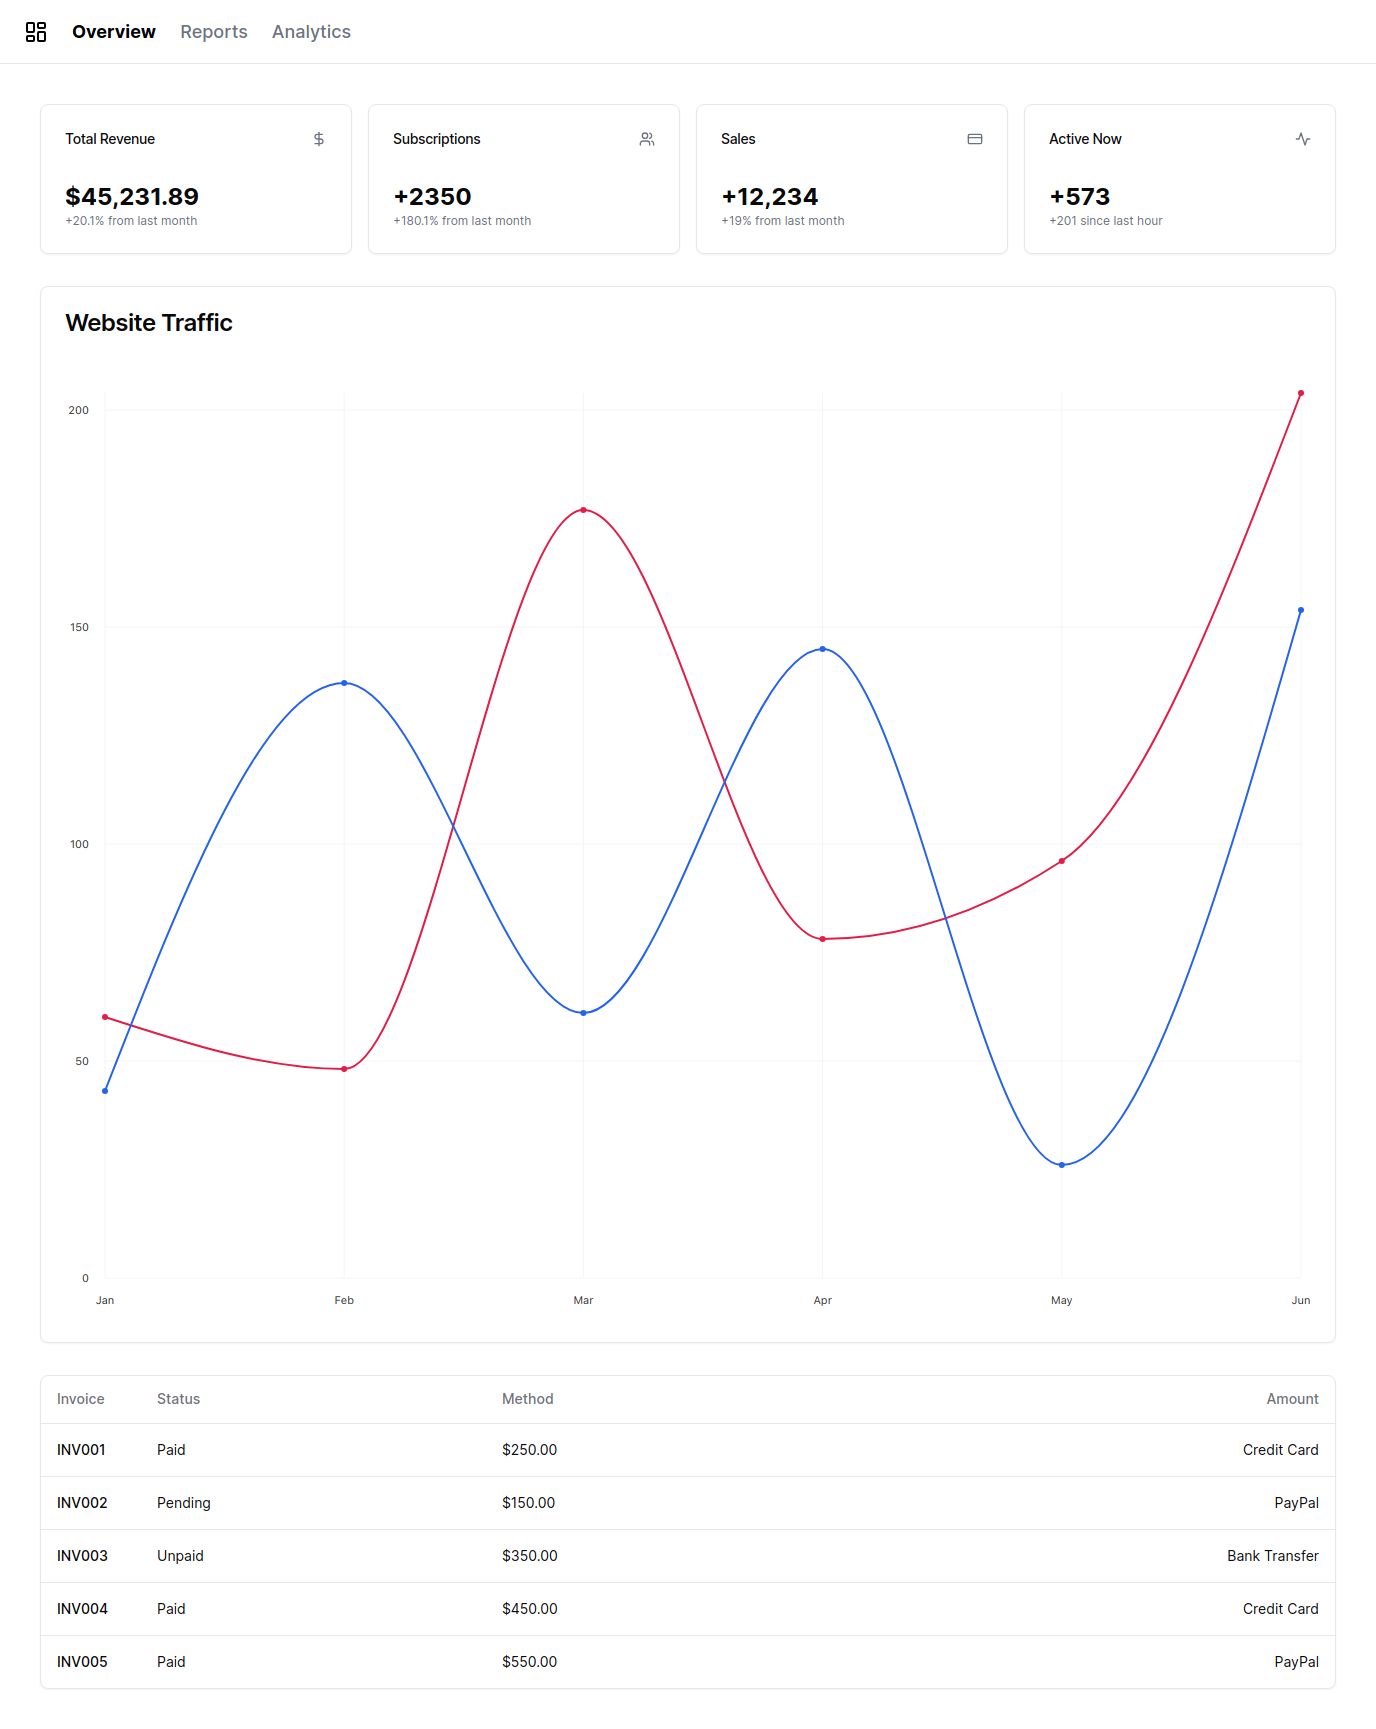 Overview Reports Analytics
Total Revenue
$45,231.89
+20.1% from last month
Subscriptions
+2350
+180.1% from last month
Sales
+12,234
+19% from last month
Active Now
+573
+201 since last hour
Website Traffic
200
150
100
50
0
Jan Feb Mar Apr May Jun
Invoice Status Method Amount
INV001 Paid $250.00 Credit Card
INV002 Pending $150.00 PayPal
INV003 Unpaid $350.00 Bank Transfer
INV004 Paid $450.00 Credit Card
INV005 Paid $550.00 PayPal